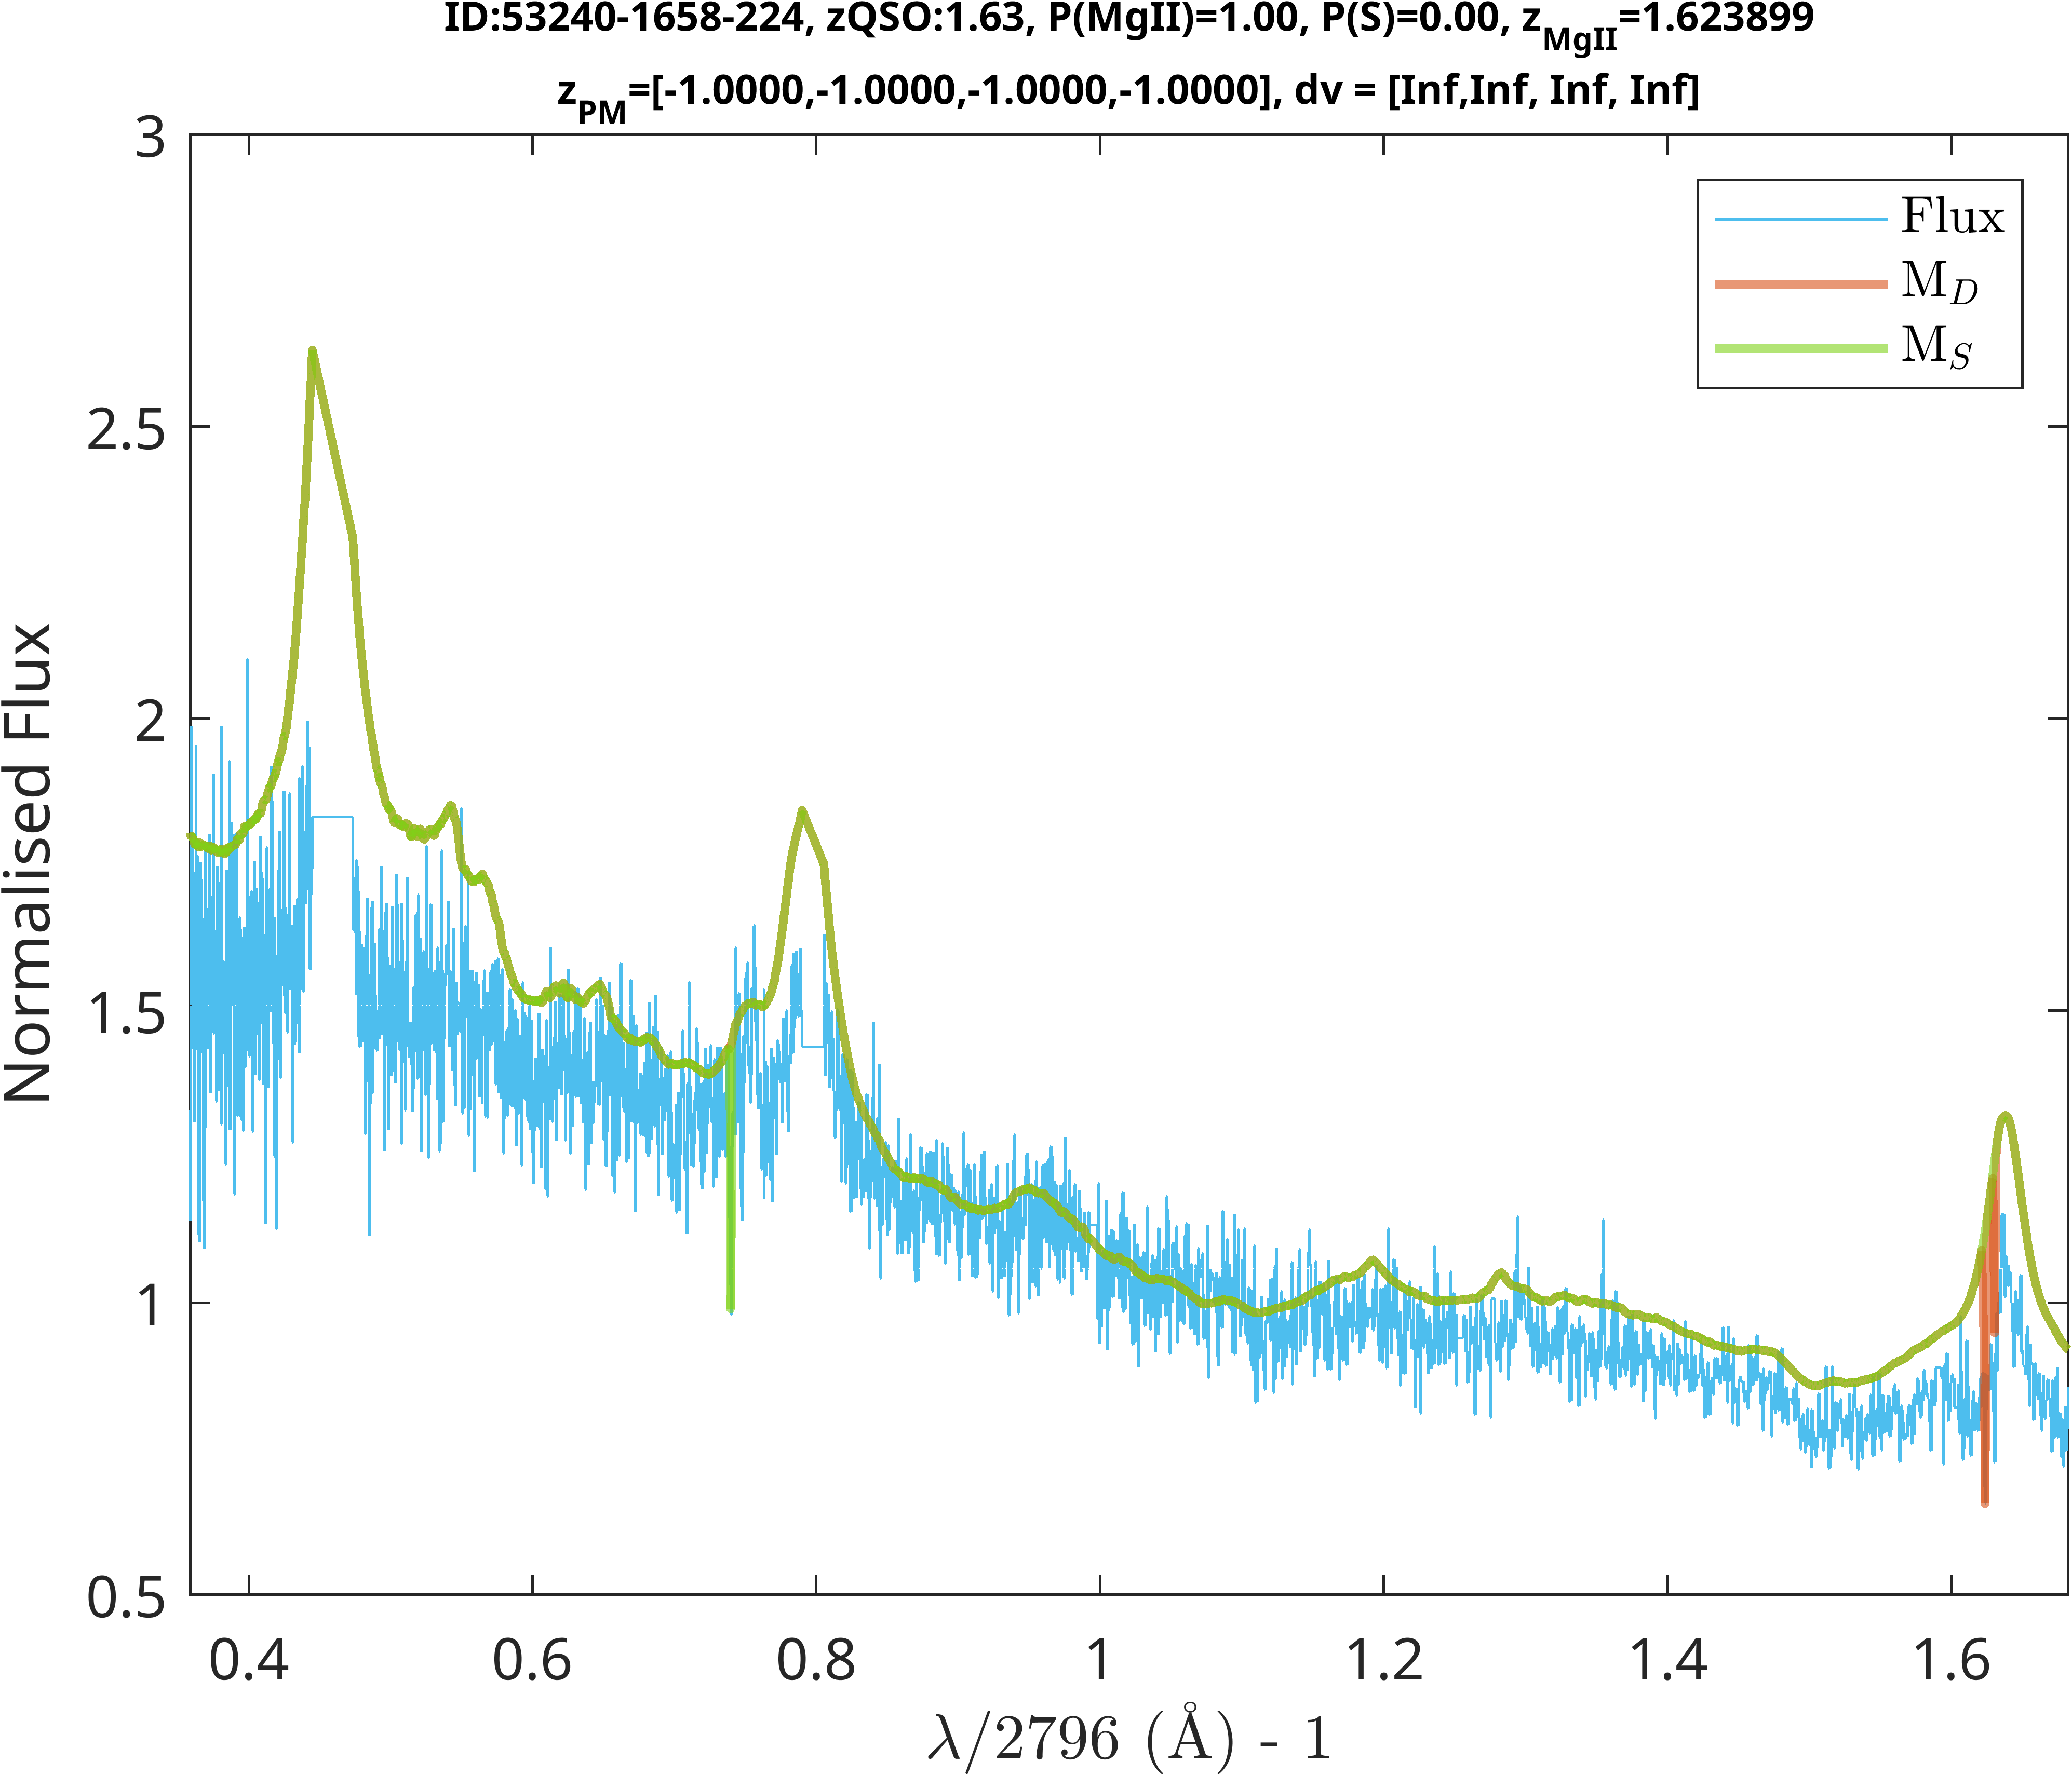 ID:53240-1658-224, zQSO:1.63, P(MgII)=1.00, P(S)=0.00, zMgII=1.623899
zPM=[-1.0000,-1.0000,-1.0000,-1.0000], dv = [Inf,Inf, Inf, Inf]
3
2.5
2
1.5
1
0.5
Normalised Flux
Flux
MD
MS
0.4 0.6 0.8 1 1.2 1.4 1.6
λ/2796 (Å) - 1